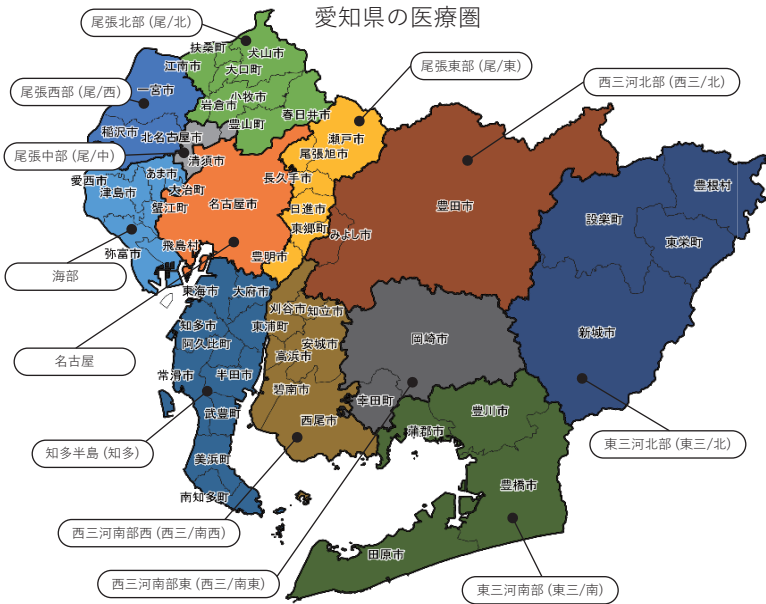 愛知県の医療圏
尾張北部 (尾/北)
扶桑町
犬山市
江南市
大口町
尾張東部 (尾/東)
西三河北部 (西三/北)
尾張西部 (尾/西)
一宮市
小牧市
岩倉市
春日井市
豊山町
稲沢市
北名古屋市
瀬戸市
尾張中部 (尾/中)
清須市
尾張旭市
あま市
愛西市
津島市
大治町
長久手市
蟹江町
名古屋市
日進市
東郷町
みよし市
豊田市
豊根村
設楽町
東栄町
飛島村
弥富市
豊明市
海部
東海市
大府市
刈谷市
知立市
知多市
東浦町
阿久比町
安城市
高浜市
岡崎市
新城市
名古屋
常滑市
半田市
碧南市
幸田町
武豊町
西尾市
蒲郡市
豊川市
東三河北部 (東三/北)
知多半島 (知多)
美浜町
南知多町
豊橋市
西三河南部西 (西三/南西)
田原市
西三河南部東 (西三/南東)
東三河南部 (東三/南)